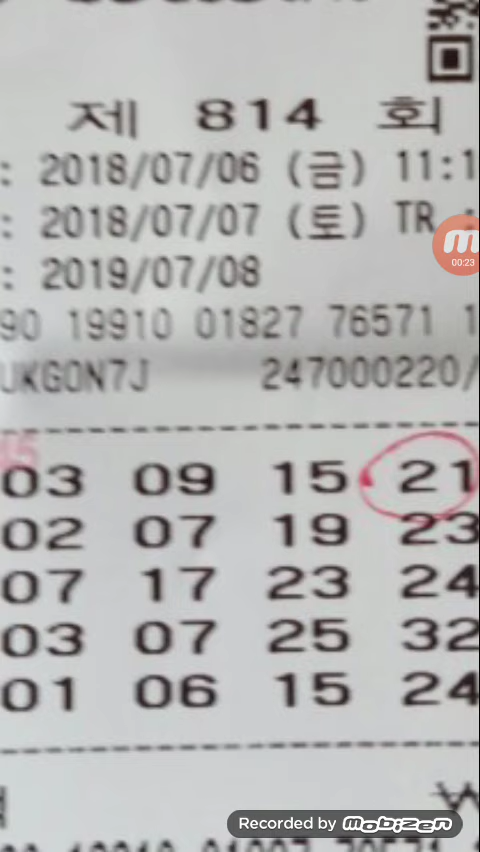 제 814 회
: 2018/07/06 (금) 11:1
: 2018/07/07 (토) TR :
: 2019/07/08
90 19910 01827 76571 1
UKGON7J 247000220/
03 09 15 21
02 07 19 23
07 17 23 24
03 07 25 32
01 06 15 24
₩
00:23
Recorded by mobizen